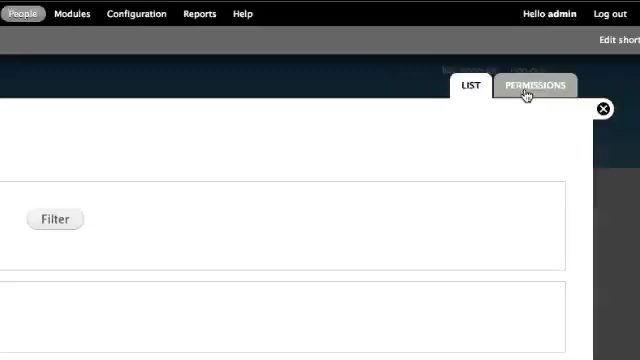 People Modules Configuration Reports Help Hello admin Log out
Edit short
LIST PERMISSIONS
Filter